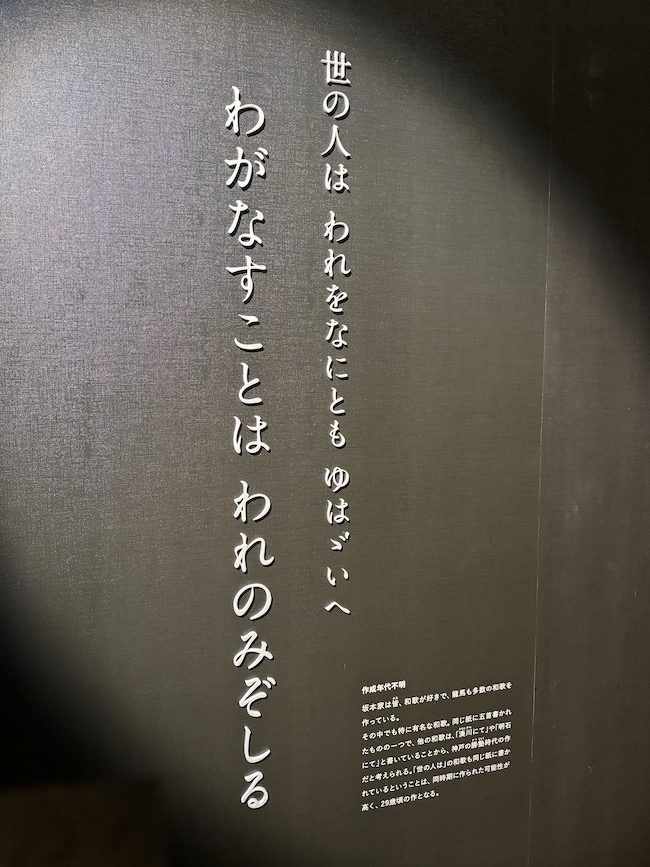 世の人は われをなにとも ゆはゞいへ
わがなすことは われのみぞしる
作成年代不明
坂本家は皆、和歌が好きで、龍馬も多数の和歌を
作っている。
その中でも特に有名な和歌。同じ紙に五首書かれ
たものの一つで、他の和歌は、「湊川にて」や「明石
にて」と書いていることから、神戸の勝塾時代の作
だと考えられる。「世の人は」の和歌も同じ紙に書か
れているということは、同時期に作られた可能性が
高く、29歳頃の作となる。